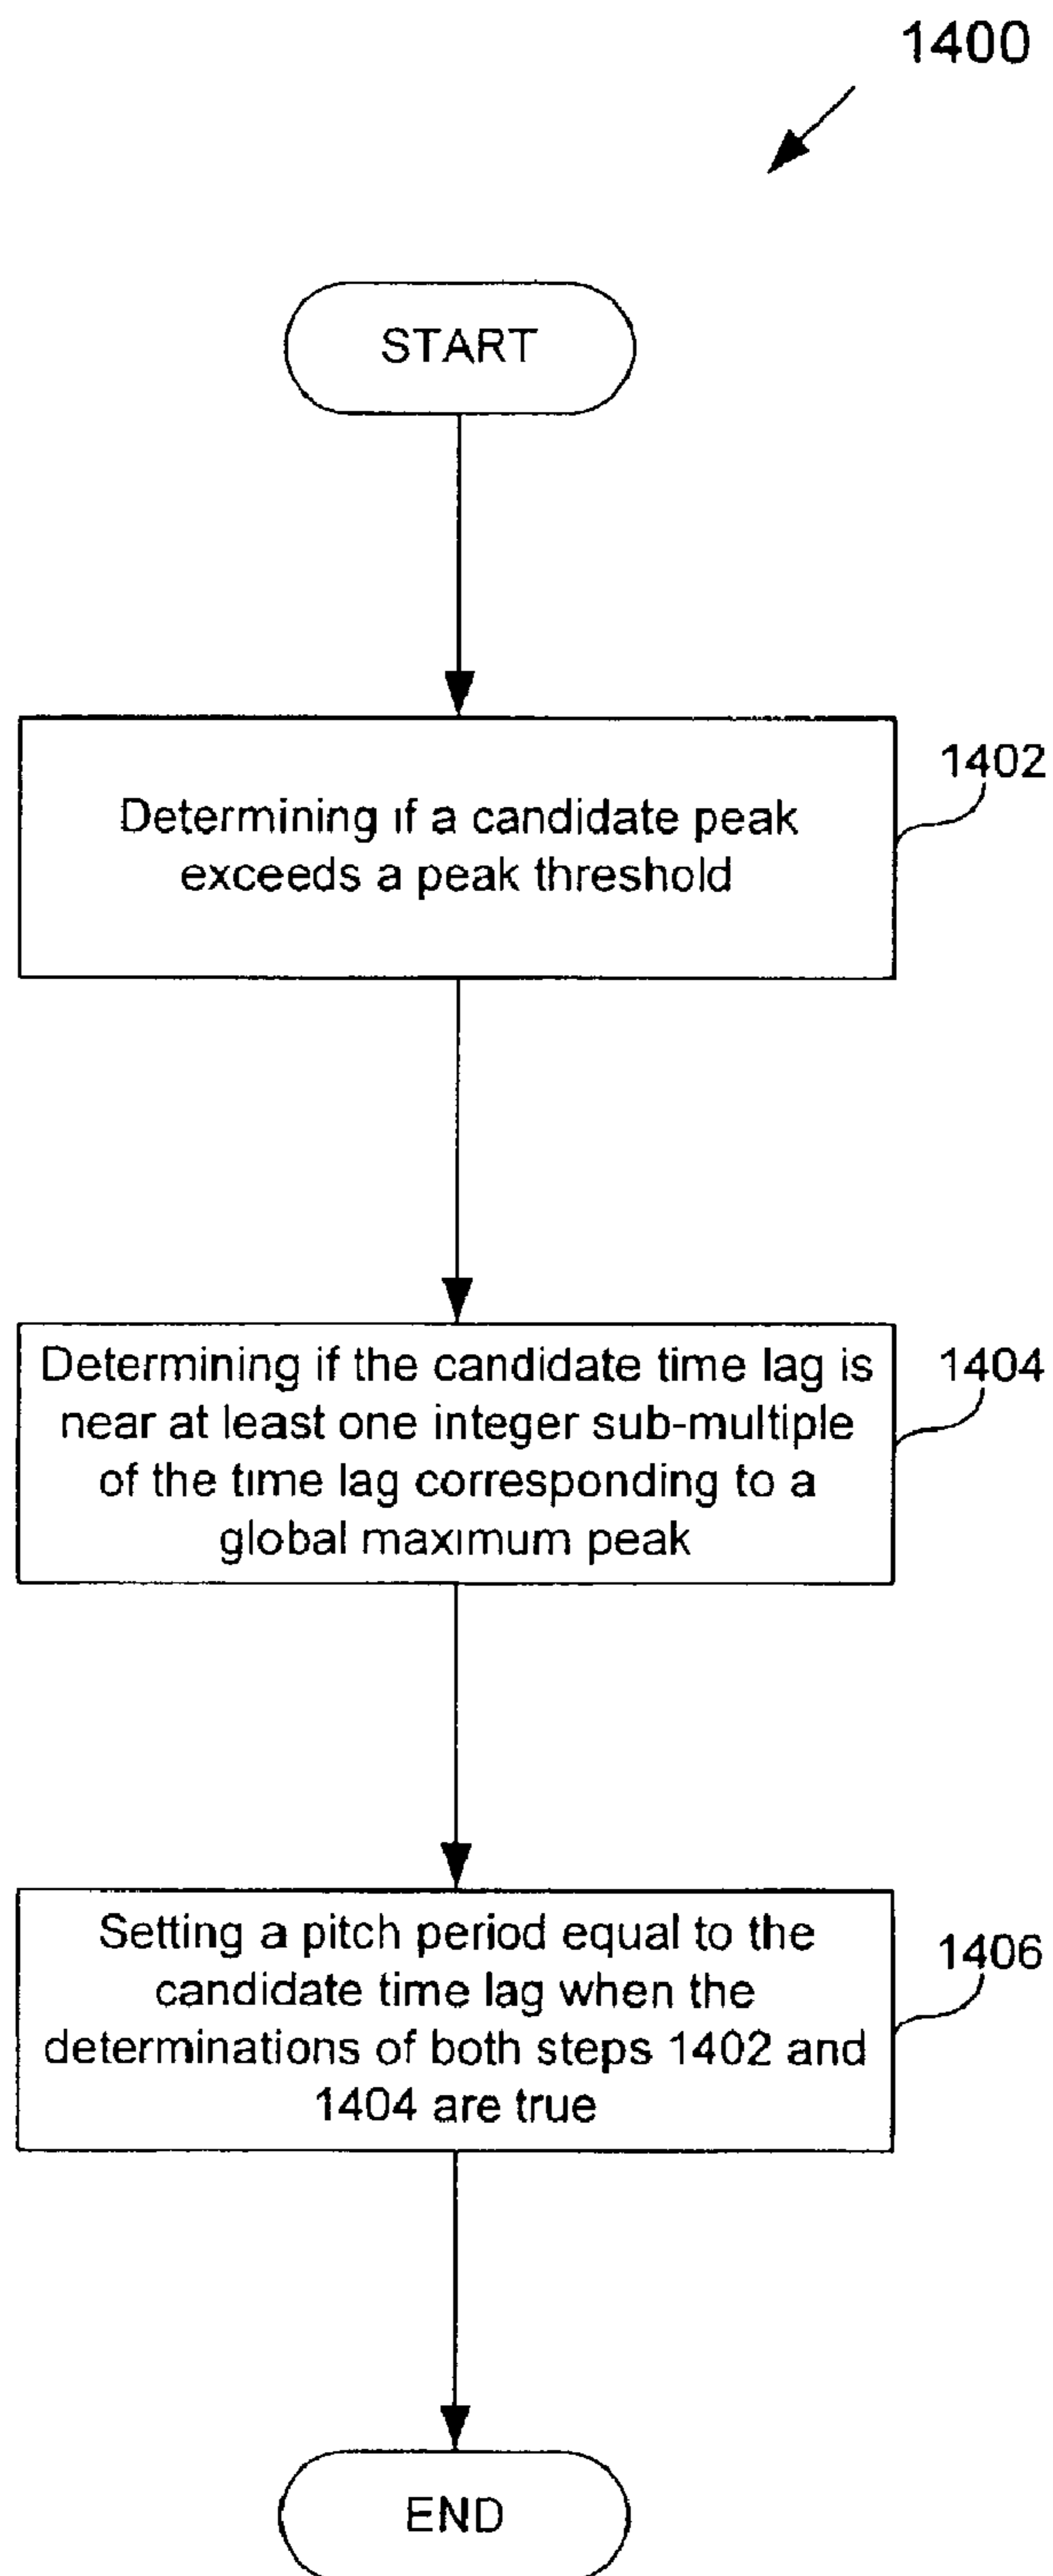 1400
START
Determining if a candidate peak
exceeds a peak threshold
1402
Determining if the candidate time lag is
near at least one integer sub-multiple
of the time lag corresponding to a
global maximum peak
1404
Setting a pitch period equal to the
candidate time lag when the
determinations of both steps 1402 and
1404 are true
1406
END